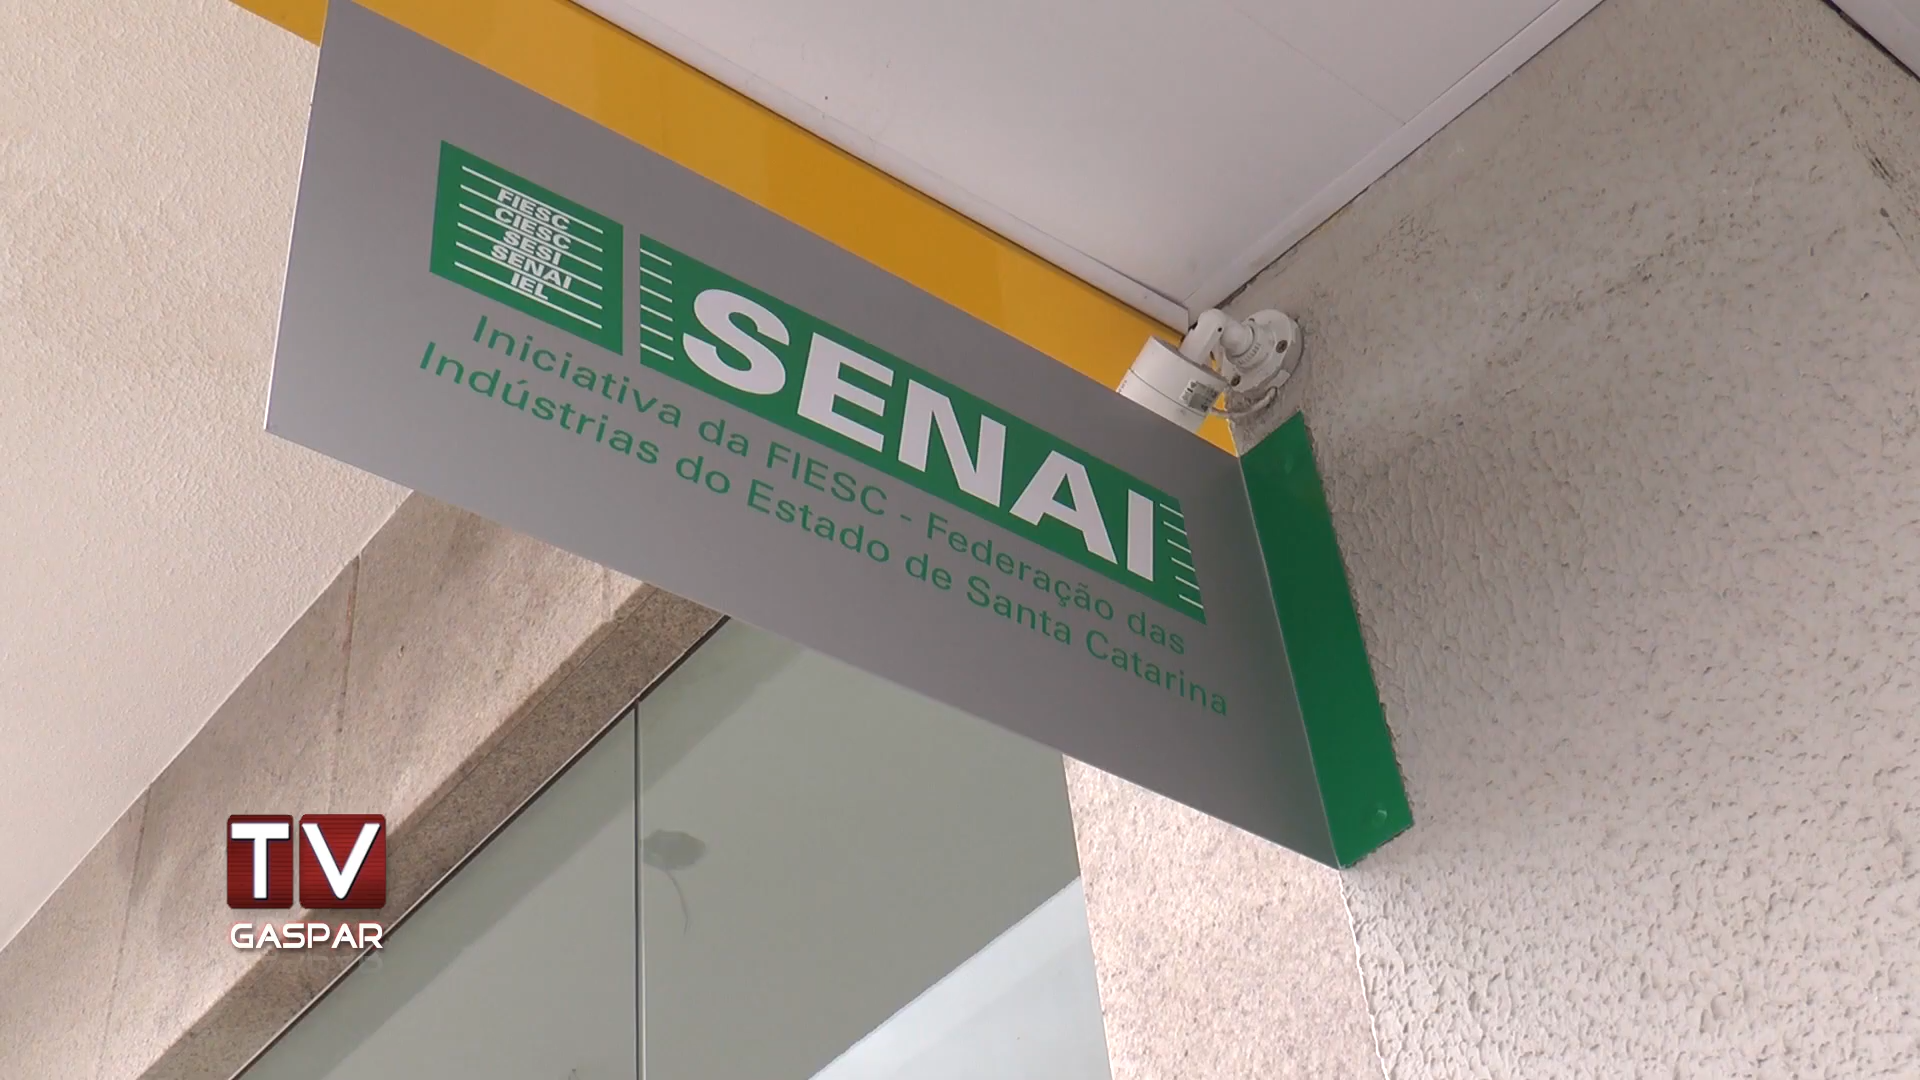 FIESC
CIESC
SESI
SENAI
IEL
SENAI
Iniciativa da FIESC - Federação das
Indústrias do Estado de Santa Catarina
TV
GASPAR